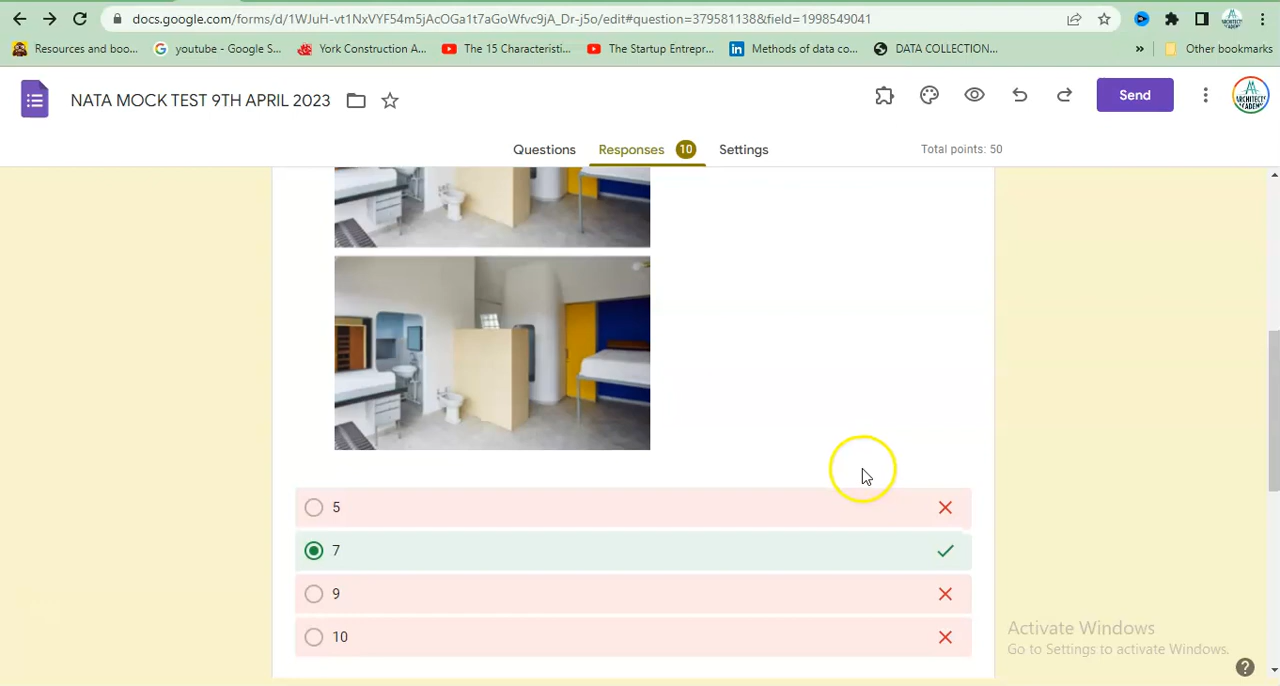 docs.google.com/forms/d/1WJuH-vt1NxVYF54m5jAcOGa1t7aGoWfvc9jA_Dr-j5o/edit#question=379581138&field=1998549041
Resources and boo... youtube - Google S... York Construction A... The 15 Characteristi... The Startup Entrepr... Methods of data co... DATA COLLECTION... » Other bookmarks
NATA MOCK TEST 9TH APRIL 2023 Send ARCHITECT'S ACADEMY
Questions Responses 10 Settings Total points: 50
5
7
9
10
Activate Windows
Go to Settings to activate Windows.